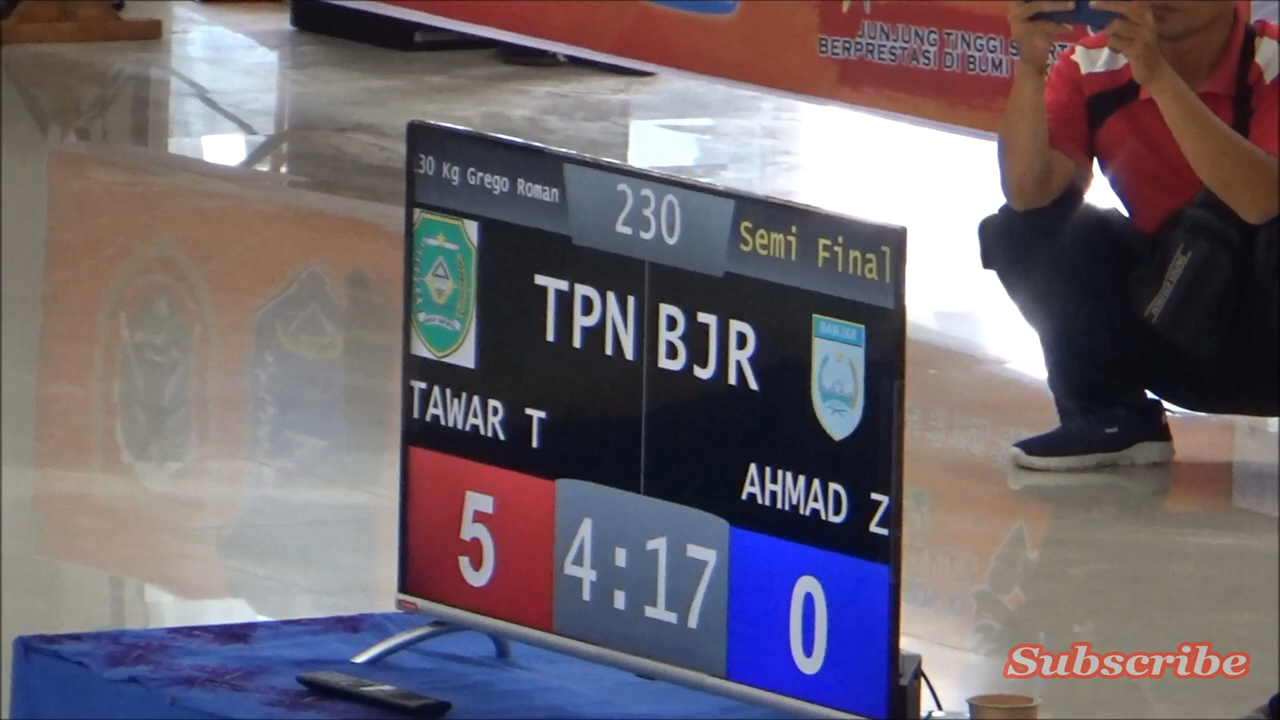 JUNJUNG TINGGI
BERPRESTASI DI BUMI
30 Kg Grego Roman
230
Semi Final
TPN
BJR
BANJAR
TAWAR T
AHMAD Z
5
4:17
0
Subscribe